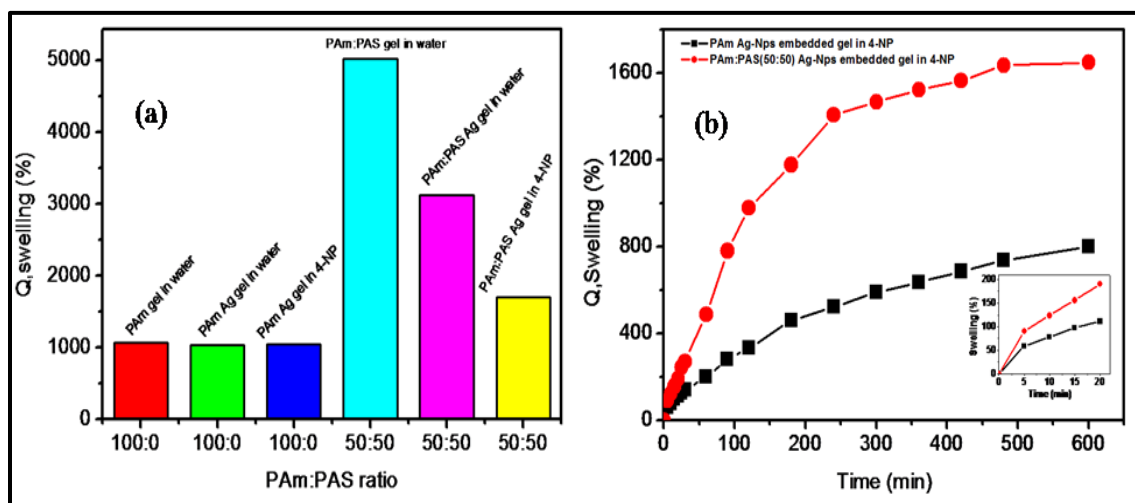 (a)
Q,swelling (%)
5000
4000
3000
2000
1000
0
PAm gel in water
PAm Ag gel in water
PAm Ag gel in 4-NP
PAm:PAS gel in water
PAm:PAS Ag gel in water
PAm:PAS Ag gel in 4-NP
100:0 100:0 100:0 50:50 50:50 50:50
PAm:PAS ratio
(b)
Q,Swelling (%)
1600
1200
800
400
0
PAm Ag-Nps embedded gel in 4-NP
PAm:PAS(50:50) Ag-Nps embedded gel in 4-NP
Swelling (%)
200
150
100
50
0
0 5 10 15 20
Time (min)
0 100 200 300 400 500 600
Time (min)